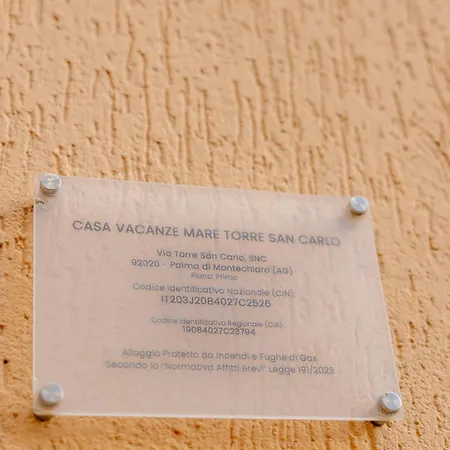 CASA VACANZE MARE TORRE SAN CARLO
Via Torre San Carlo, SNC
92020 - Palma di Montechiaro (AG)
Piano: Primo
Codice Identificativo Nazionale (CIN):
IT203J2084027C2526
Codice Identificativo Regionale (CIR):
19084027C23794
Alloggio Protetto da Incendi e Fughe di Gas
Secondo la "Normativa Affitti Brevi" Legge 191/2023